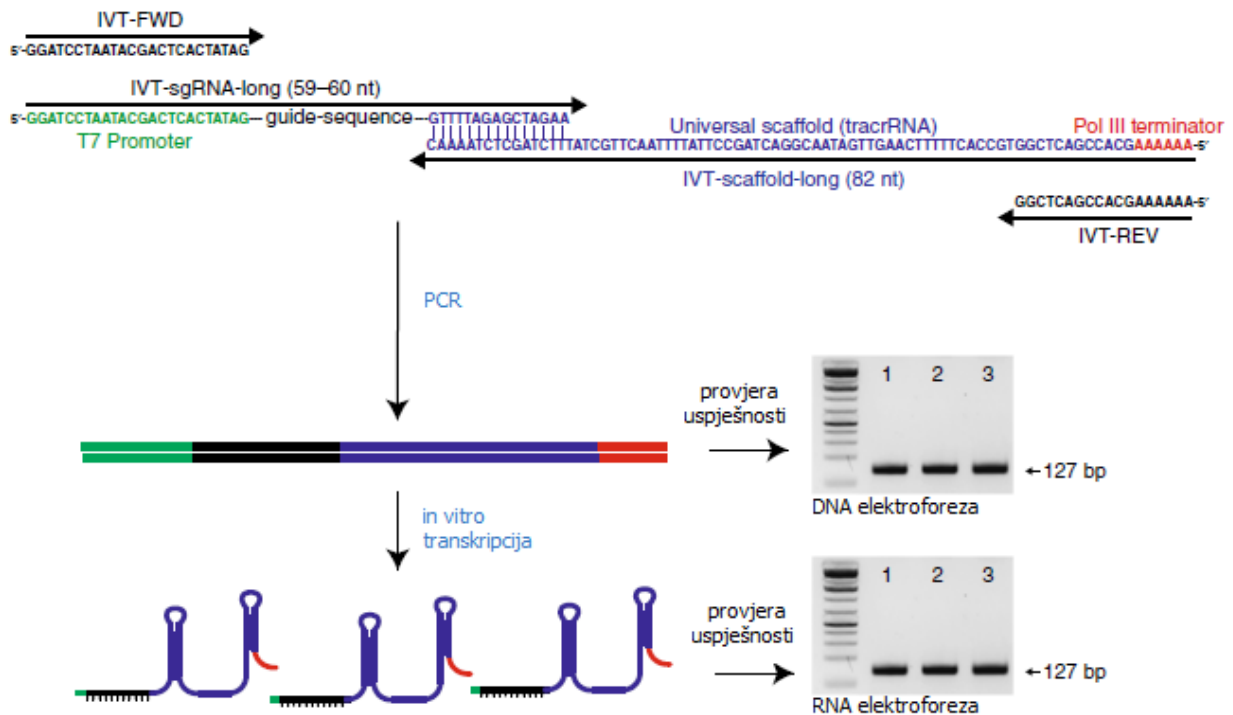 IVT-FWD
5′-GGATCCTAATACGACTCACTATAG
IVT-sgRNA-long (59–60 nt)
5′-GGATCCTAATACGACTCACTATAG— guide-sequence —GTTTTAGAGCTAGAA
T7 Promoter
Universal scaffold (tracrRNA)
Pol III terminator
CAAAATCTCGATCTTTATCGTTCAATTTTATTCCGATCAGGCAATAGTTGAACTTTTTCACCGTGGCTCAGCCACGAAAAAA-5′
IVT-scaffold-long (82 nt)
GGCTCAGCCACGAAAAAA-5′
IVT-REV
PCR
provjera
uspješnosti
1 2 3
←127 bp
DNA elektroforeza
in vitro
transkripcija
provjera
uspješnosti
1 2 3
←127 bp
RNA elektroforeza